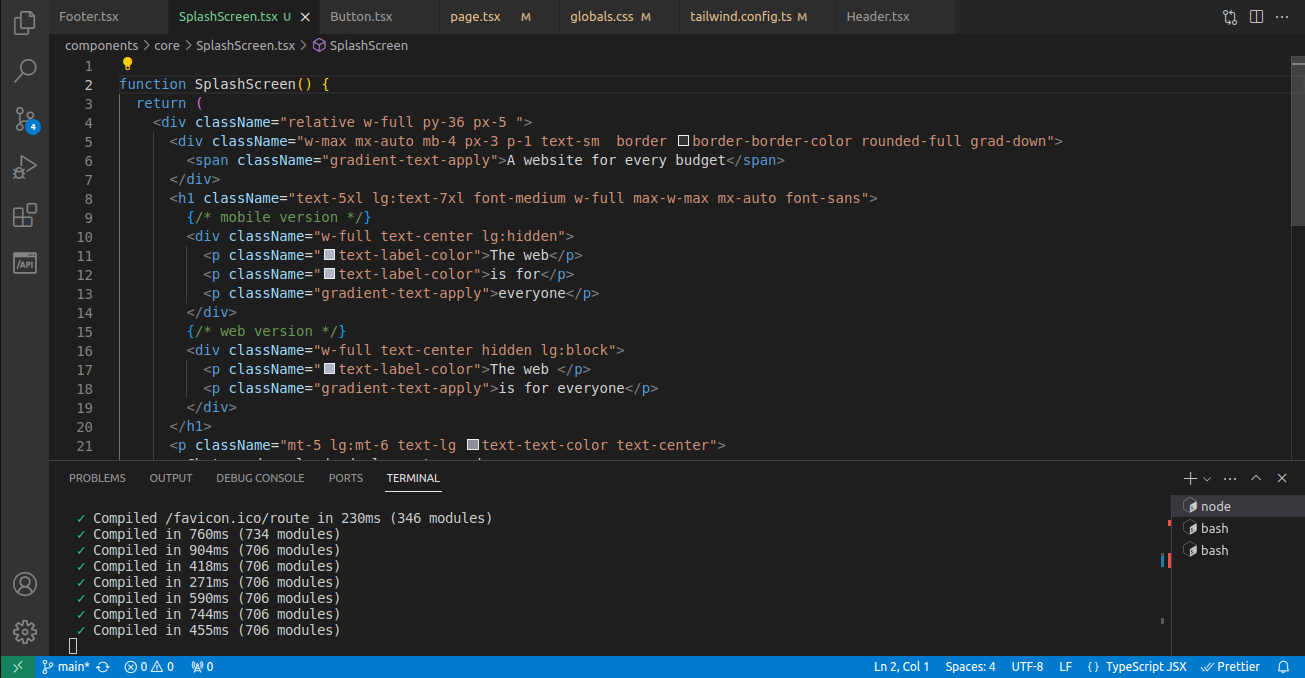 Footer.tsx SplashScreen.tsx U Button.tsx page.tsx M globals.css M tailwind.config.ts M Header.tsx
components > core > SplashScreen.tsx > SplashScreen
1
2 function SplashScreen() {
3 return (
4 <div className="relative w-full py-36 px-5 ">
5 <div className="w-max mx-auto mb-4 px-3 p-1 text-sm  border border-border-color rounded-full grad-down">
6 <span className="gradient-text-apply">A website for every budget</span>
7 </div>
8 <h1 className="text-5xl lg:text-7xl font-medium w-full max-w-max mx-auto font-sans">
9 {/* mobile version */}
10 <div className="w-full text-center lg:hidden">
11 <p className="text-label-color">The web</p>
12 <p className="text-label-color">is for</p>
13 <p className="gradient-text-apply">everyone</p>
14 </div>
15 {/* web version */}
16 <div className="w-full text-center hidden lg:block">
17 <p className="text-label-color">The web </p>
18 <p className="gradient-text-apply">is for everyone</p>
19 </div>
20 </h1>
21 <p className="mt-5 lg:mt-6 text-lg text-text-color text-center">
4
/API
PROBLEMS OUTPUT DEBUG CONSOLE PORTS TERMINAL
✓ Compiled /favicon.ico/route in 230ms (346 modules)
✓ Compiled in 760ms (734 modules)
✓ Compiled in 904ms (706 modules)
✓ Compiled in 418ms (706 modules)
✓ Compiled in 271ms (706 modules)
✓ Compiled in 590ms (706 modules)
✓ Compiled in 744ms (706 modules)
✓ Compiled in 455ms (706 modules)
node
bash
bash
main* 0 0 0 Ln 2, Col 1 Spaces: 4 UTF-8 LF { } TypeScript JSX Prettier